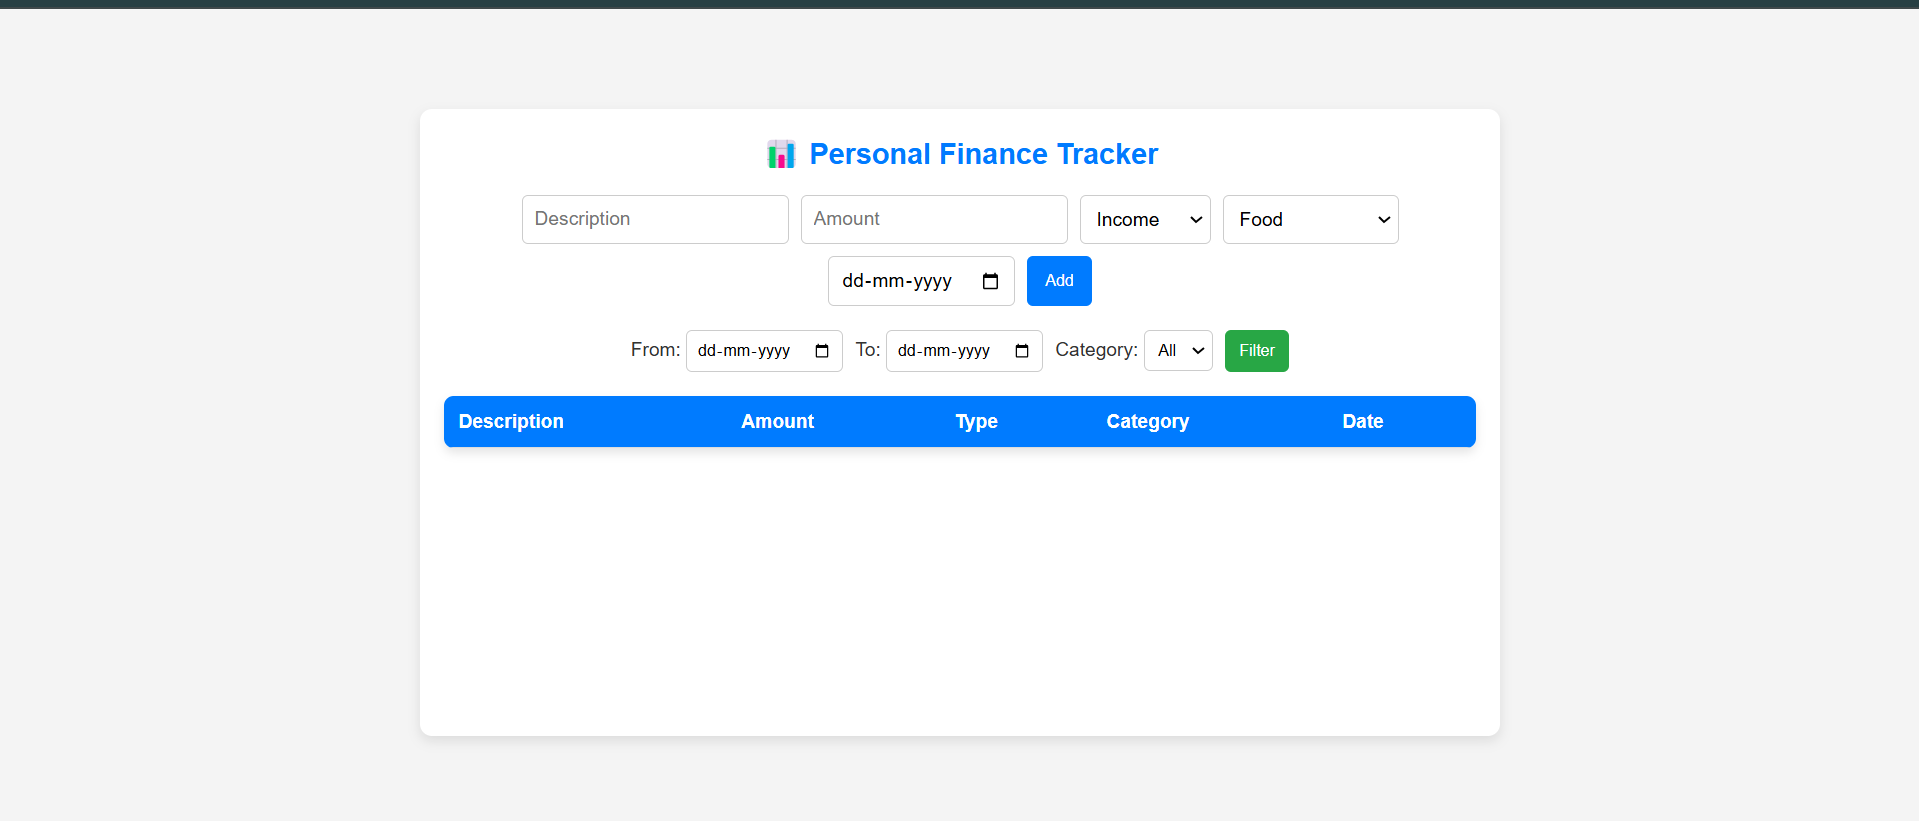 Personal Finance Tracker
Description Amount Income Food
dd-mm-yyyy Add
From: dd-mm-yyyy To: dd-mm-yyyy Category: All Filter
Description Amount Type Category Date